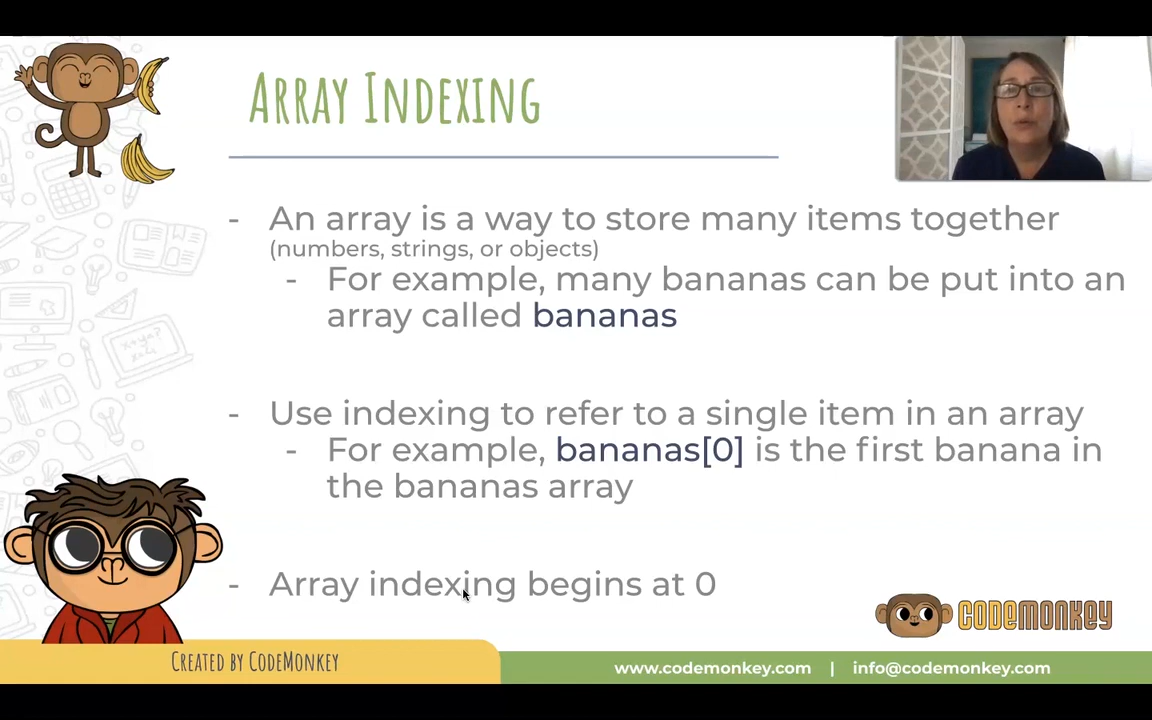 ARRAY INDEXING
- An array is a way to store many items together
(numbers, strings, or objects)
- For example, many bananas can be put into an
array called bananas
- Use indexing to refer to a single item in an array
- For example, bananas[0] is the first banana in
the bananas array
- Array indexing begins at 0
CODEMONKEY
CREATED BY CODEMONKEY
www.codemonkey.com | info@codemonkey.com